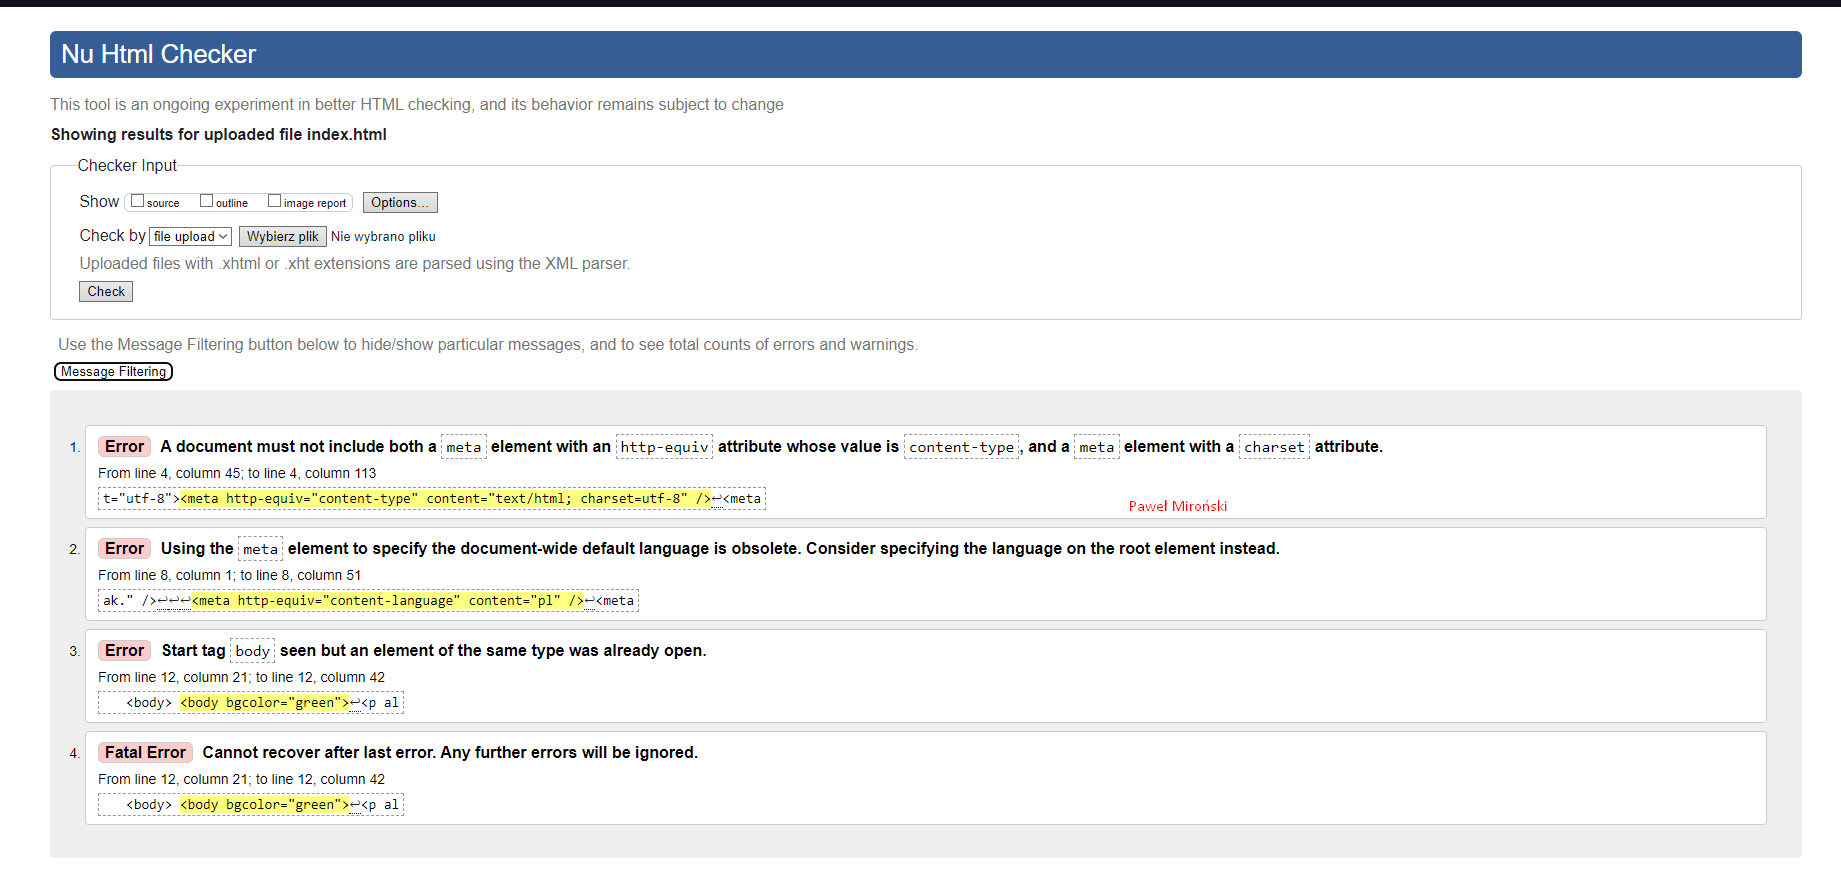 Nu Html Checker
This tool is an ongoing experiment in better HTML checking, and its behavior remains subject to change
Showing results for uploaded file index.html
Checker Input
Show source outline image report Options...
Check by file upload Wybierz plik Nie wybrano pliku
Uploaded files with .xhtml or .xht extensions are parsed using the XML parser.
Check
Use the Message Filtering button below to hide/show particular messages, and to see total counts of errors and warnings.
Message Filtering
1. Error A document must not include both a meta element with an http-equiv attribute whose value is content-type, and a meta element with a charset attribute.
From line 4, column 45; to line 4, column 113
t="utf-8"><meta http-equiv="content-type" content="text/html; charset=utf-8" />↩<meta
Paweł Miroński
2. Error Using the meta element to specify the document-wide default language is obsolete. Consider specifying the language on the root element instead.
From line 8, column 1; to line 8, column 51
ak." />↩↩↩<meta http-equiv="content-language" content="pl" />↩<meta
3. Error Start tag body seen but an element of the same type was already open.
From line 12, column 21; to line 12, column 42
<body> <body bgcolor="green">↩<p al
4. Fatal Error Cannot recover after last error. Any further errors will be ignored.
From line 12, column 21; to line 12, column 42
<body> <body bgcolor="green">↩<p al